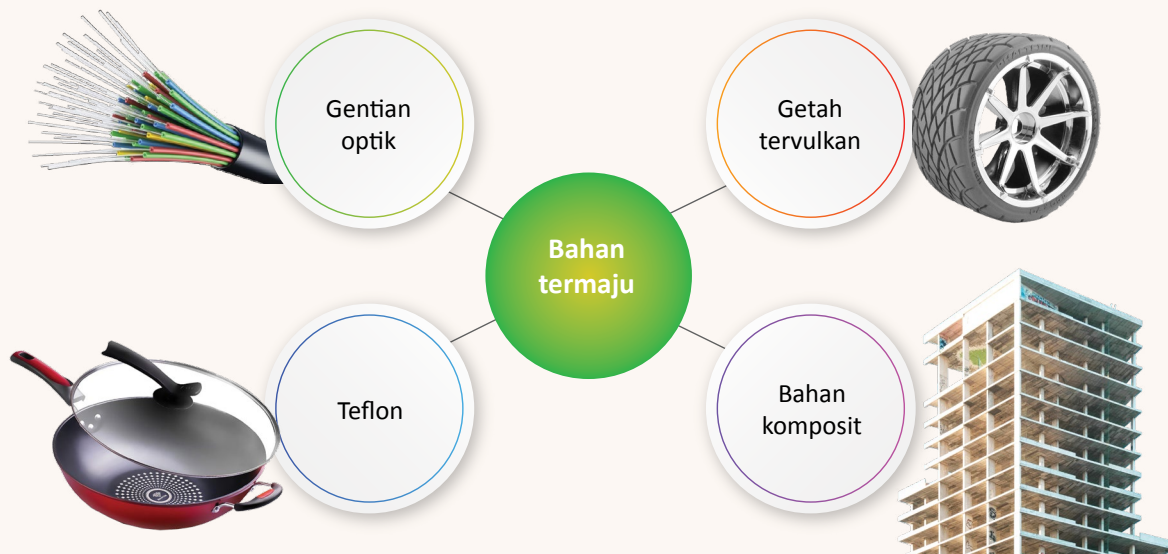 Gentian
optik
Getah
tervulkan
Bahan
termaju
Teflon
Bahan
komposit